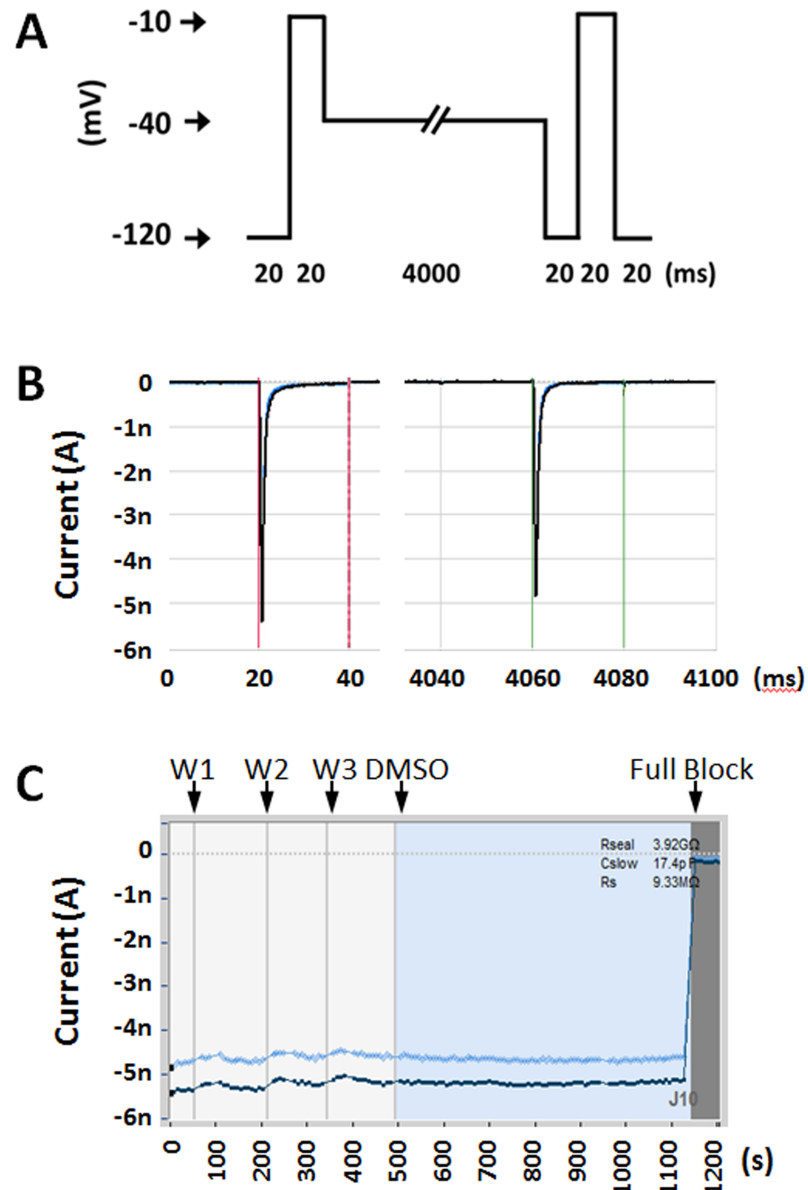 A
(mV)
-10
-40
-120
20 20 4000 20 20 20 (ms)
B
Current (A)
0
-1n
-2n
-3n
-4n
-5n
-6n
0 20 40 4040 4060 4080 4100 (ms)
W1 W2 W3 DMSO Full Block
C
Current (A)
0
-1n
-2n
-3n
-4n
-5n
-6n
Rseal 3.92GΩ
Cslow 17.4pF
Rs 9.33MΩ
J10
0 100 200 300 400 500 600 700 800 900 1000 1100 1200 (s)